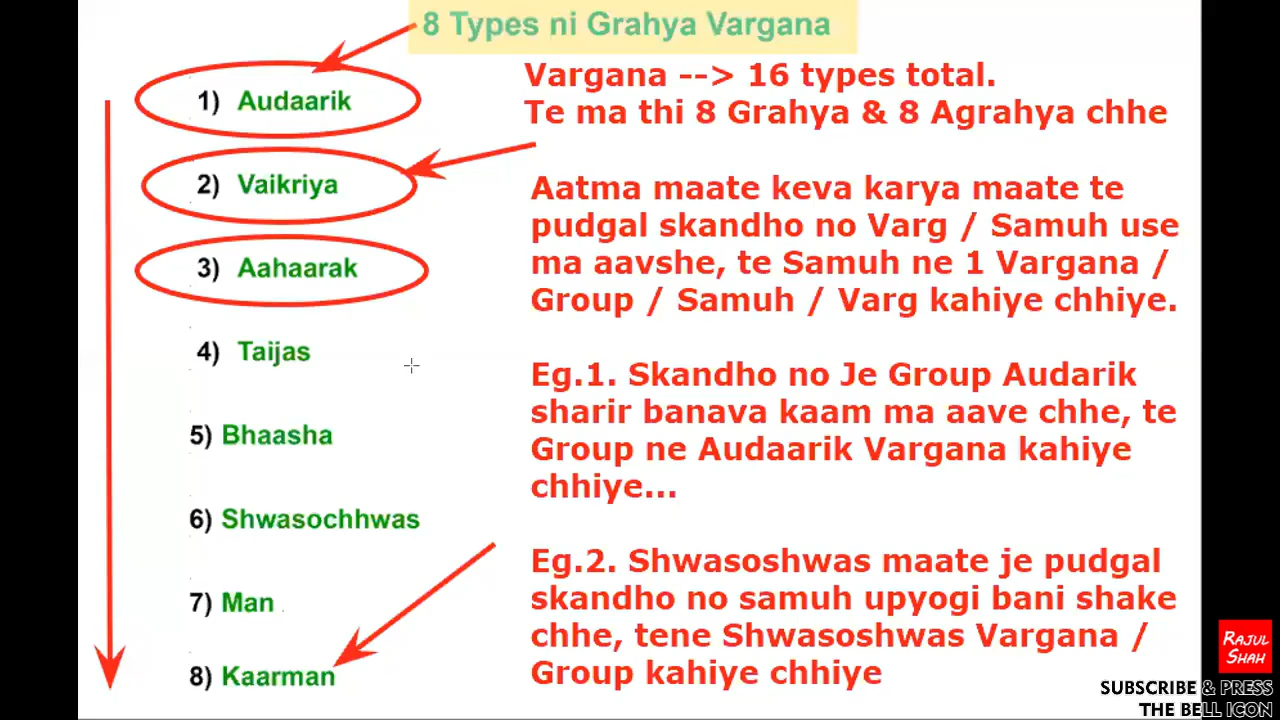 8 Types ni Grahya Vargana
1) Audaarik
2) Vaikriya
3) Aahaarak
4) Taijas
5) Bhaasha
6) Shwasochhwas
7) Man
8) Kaarman
Vargana --> 16 types total.
Te ma thi 8 Grahya & 8 Agrahya chhe
Aatma maate keva karya maate te
pudgal skandho no Varg / Samuh use
ma aavshe, te Samuh ne 1 Vargana /
Group / Samuh / Varg kahiye chhiye.
Eg.1. Skandho no Je Group Audarik
sharir banava kaam ma aave chhe, te
Group ne Audaarik Vargana kahiye
chhiye...
Eg.2. Shwasoshwas maate je pudgal
skandho no samuh upyogi bani shake
chhe, tene Shwasoshwas Vargana /
Group kahiye chhiye
RAJUL
SHAH
SUBSCRIBE & PRESS
THE BELL ICON